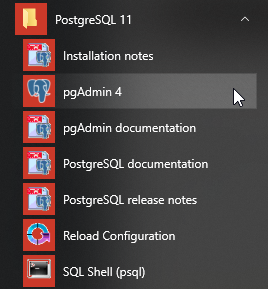 PostgreSQL 11
Installation notes
pgAdmin 4
pgAdmin documentation
PostgreSQL documentation
PostgreSQL release notes
Reload Configuration
SQL Shell (psql)